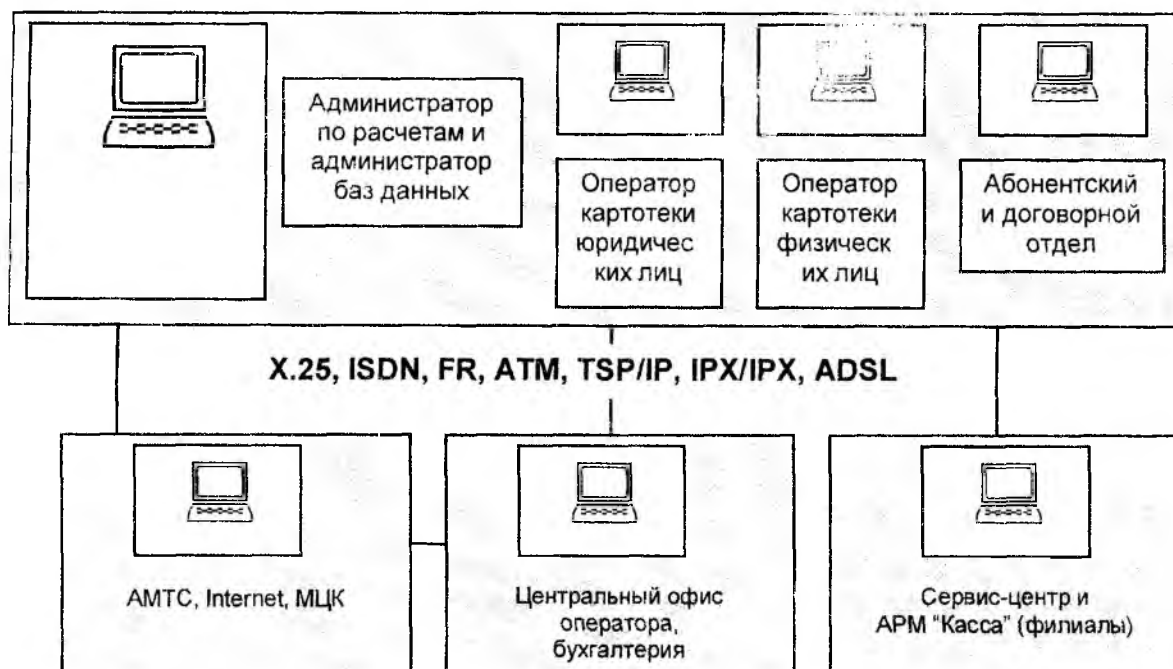 Администратор
по расчетам и
администратор
баз данных
Оператор
картотеки
юридичес
ких лиц
Оператор
картотеки
физическ
их лиц
Абонентский
и договорной
отдел
X.25, ISDN, FR, ATM, TSP/IP, IPX/IPX, ADSL
АМТС, Internet, МЦК
Центральный офис
оператора,
бухгалтерия
Сервис-центр и
АРМ "Касса" (филиалы)